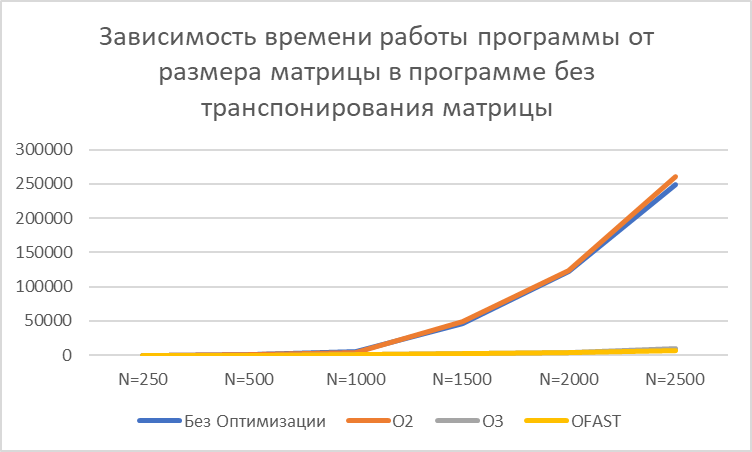 Зависимость времени работы программы от
размера матрицы в программе без
транспонирования матрицы
300000
250000
200000
150000
100000
50000
0
N=250 N=500 N=1000 N=1500 N=2000 N=2500
Без Оптимизации O2 O3 OFAST